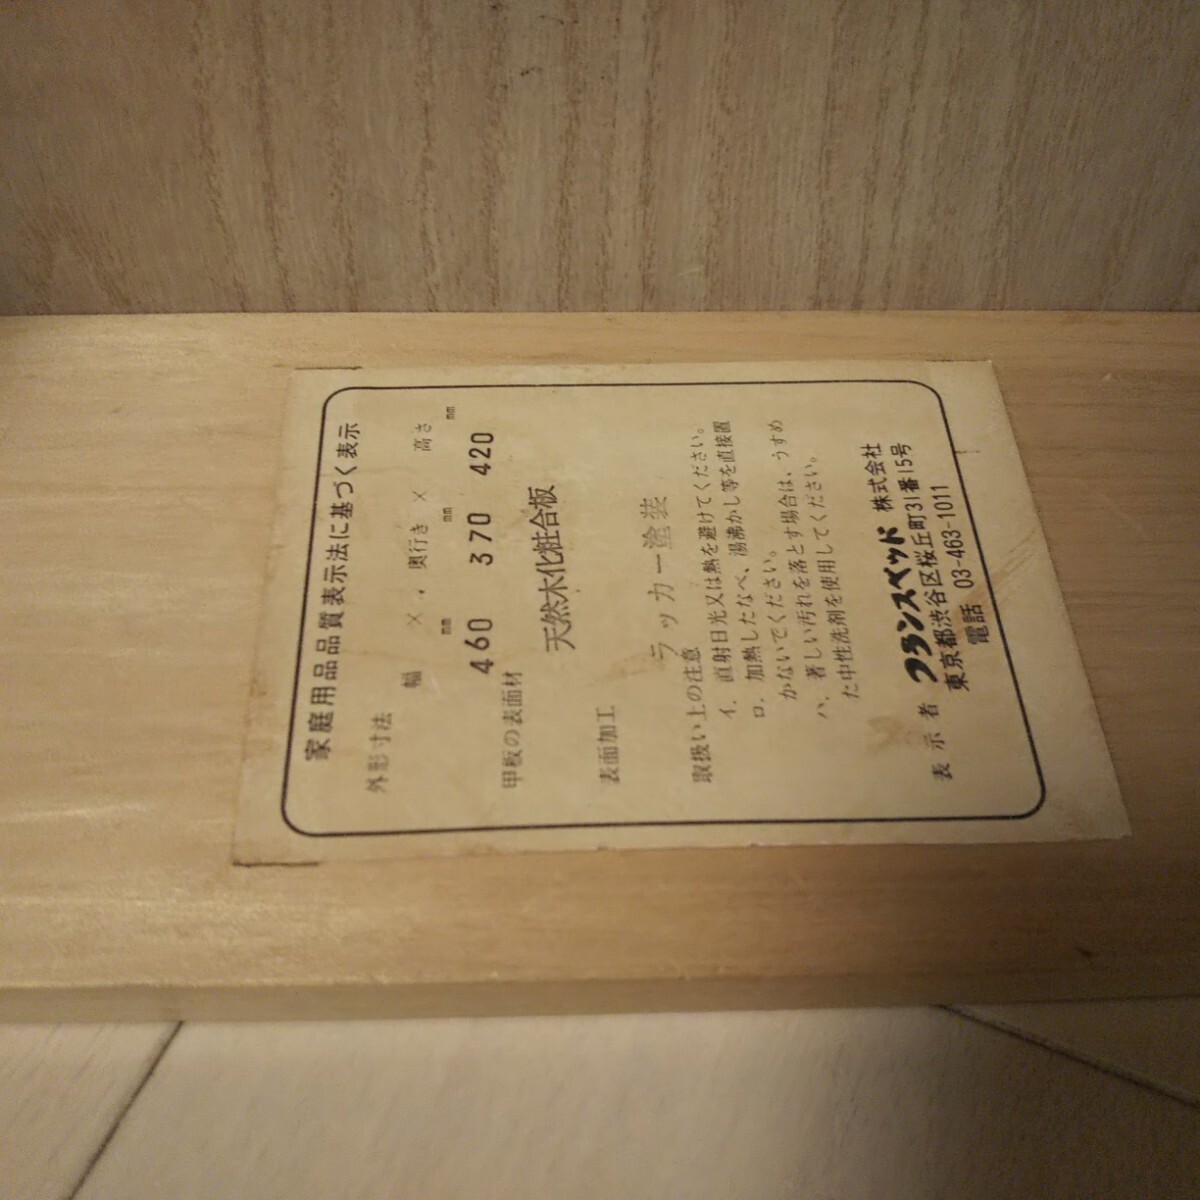 家庭用品品質表示法に基づく表示
外形寸法
幅 × 奥行き × 高さ
mm mm mm
460 370 420
甲板の表面材
天然木化粧合板
表面加工
ラッカー塗装
取扱い上の注意
イ．直射日光又は熱を避けてください。
ロ．加熱したなべ、湯沸かし等を直接置
かないでください。
ハ．著しい汚れを落とす場合は、うすめ
た中性洗剤を使用してください。
表示者 フランスベッド 株式会社
東京都渋谷区桜丘町31番15号
電話 03-463-1011